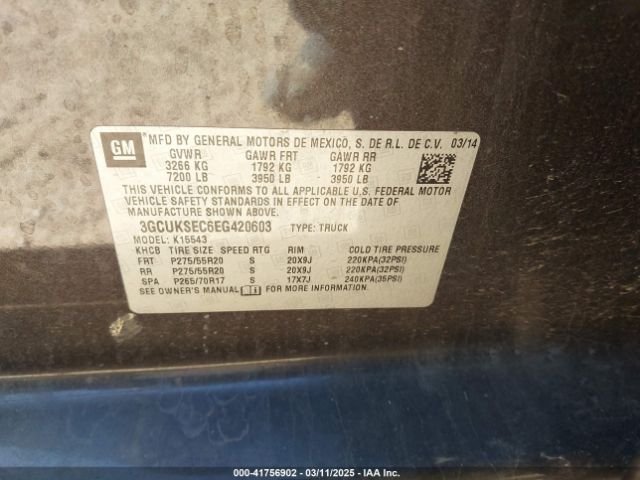 GM
MFD BY GENERAL MOTORS DE MEXICO, S. DE R.L. DE C.V. 03/14
GVWR GAWR FRT GAWR RR
3266 KG 1792 KG 1792 KG
7200 LB 3950 LB 3950 LB
THIS VEHICLE CONFORMS TO ALL APPLICABLE U.S. FEDERAL MOTOR
VEHICLE SAFETY STANDARDS IN EFFECT ON THE DATE OF
MANUFACTURE SHOWN ABOVE.
3GCUKSEC6EG420603 TYPE: TRUCK
MODEL: K15543
KHCB TIRE SIZE SPEED RTG RIM COLD TIRE PRESSURE
FRT P275/55R20 S 20X9J 220KPA(32PSI)
RR P275/55R20 S 20X9J 220KPA(32PSI)
SPA P265/70R17 S 17X7J 240KPA(35PSI)
SEE OWNER'S MANUAL FOR MORE INFORMATION.
000-41756902 - 03/11/2025 - IAA Inc.